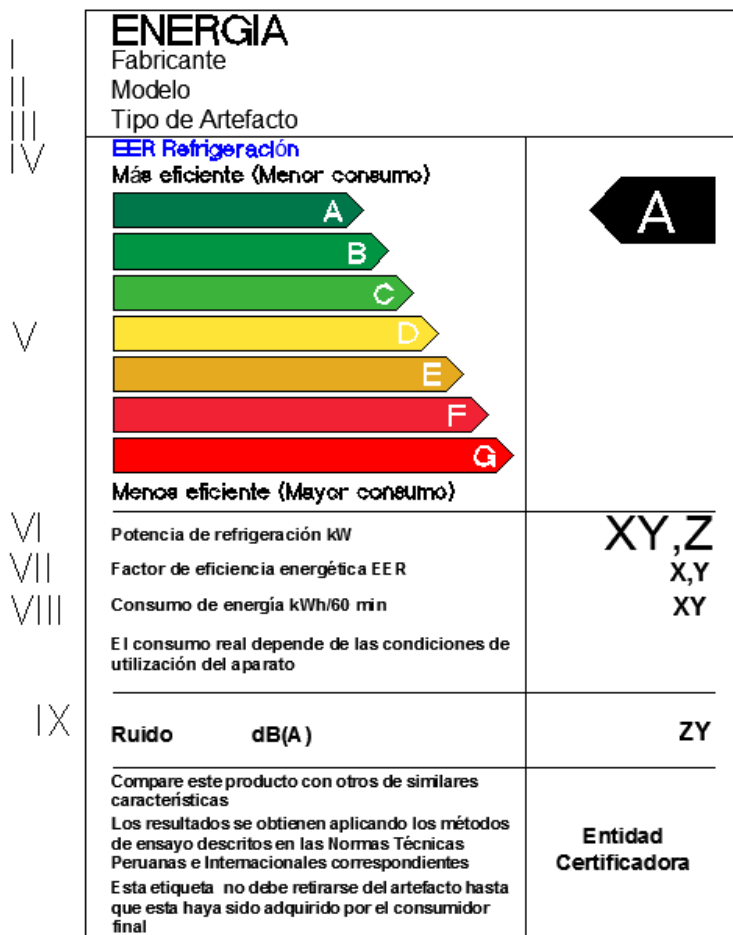 ENERGIA
I Fabricante
II Modelo
III Tipo de Artefacto
IV EER Refrigeración
Más eficiente (Menor consumo)
A A
B
C
V D
E
F
G
Menos eficiente (Mayor consumo)
VI Potencia de refrigeración kW XY,Z
VII Factor de eficiencia energética EER X,Y
VIII Consumo de energía kWh/60 min XY
El consumo real depende de las condiciones de
utilización del aparato
IX Ruido dB(A) ZY
Compare este producto con otros de similares
características
Los resultados se obtienen aplicando los métodos
de ensayo descritos en las Normas Técnicas
Peruanas e Internacionales correspondientes
Esta etiqueta no debe retirarse del artefacto hasta
que esta haya sido adquirido por el consumidor
final
Entidad
Certificadora